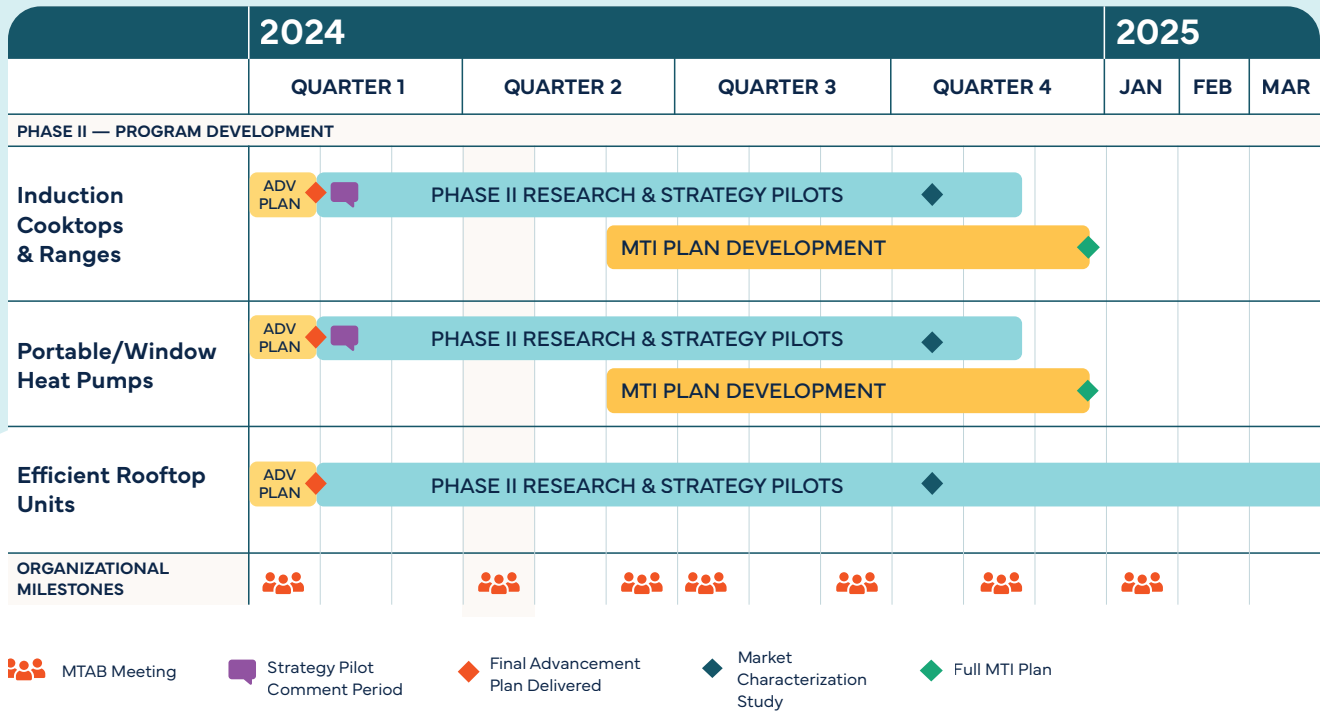 2024
2025
QUARTER 1
QUARTER 2
QUARTER 3
QUARTER 4
JAN
FEB
MAR
PHASE II — PROGRAM DEVELOPMENT
Induction
Cooktops
& Ranges
ADV
PLAN
PHASE II RESEARCH & STRATEGY PILOTS
MTI PLAN DEVELOPMENT
Portable/Window
Heat Pumps
ADV
PLAN
PHASE II RESEARCH & STRATEGY PILOTS
MTI PLAN DEVELOPMENT
Efficient Rooftop
Units
ADV
PLAN
PHASE II RESEARCH & STRATEGY PILOTS
ORGANIZATIONAL
MILESTONES
MTAB Meeting
Strategy Pilot
Comment Period
Final Advancement
Plan Delivered
Market
Characterization
Study
Full MTI Plan